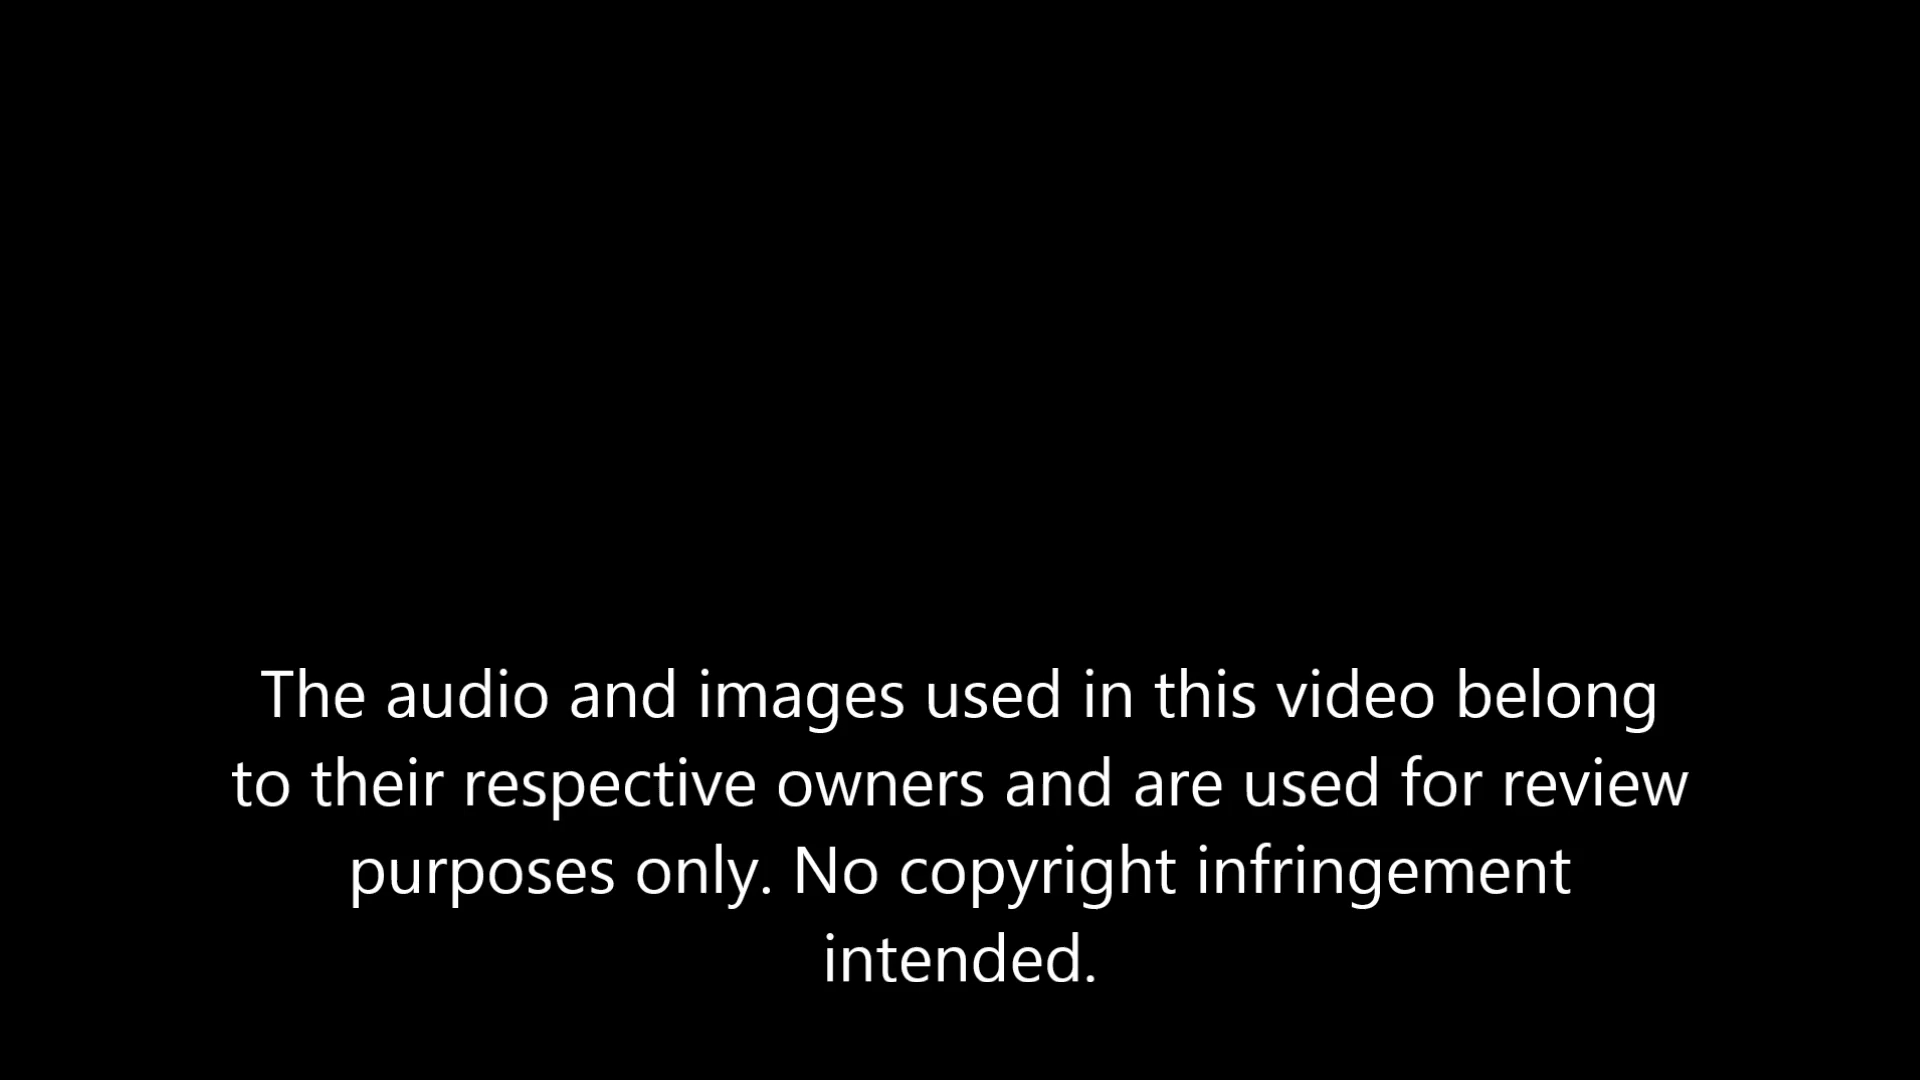 The audio and images used in this video belong
to their respective owners and are used for review
purposes only. No copyright infringement
intended.